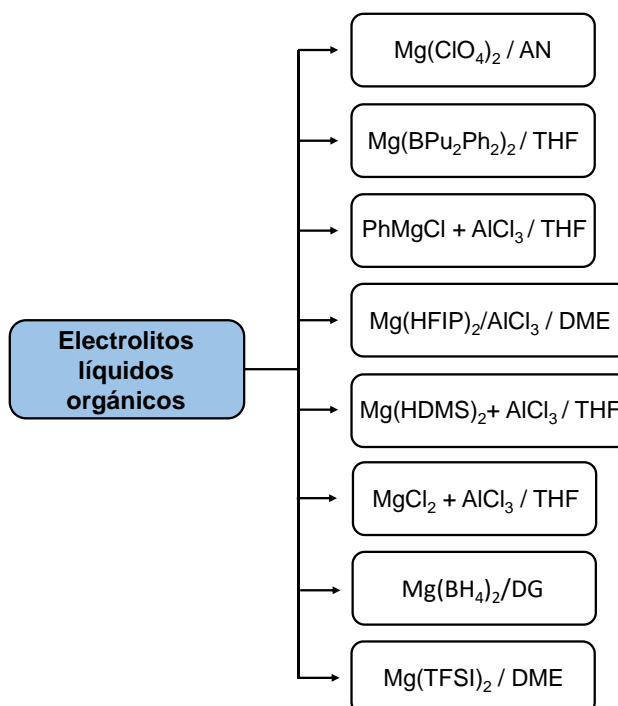 Mg(ClO₄)₂ / AN
Mg(BPu₂Ph₂)₂ / THF
PhMgCl + AlCl₃ / THF
Mg(HFIP)₂/AlCl₃ / DME
Electrolitos
líquidos
orgánicos
Mg(HDMS)₂+ AlCl₃ / THF
MgCl₂ + AlCl₃ / THF
Mg(BH₄)₂/DG
Mg(TFSI)₂ / DME